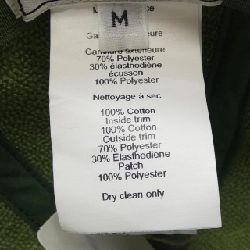 M
70% Polyester
30% élasthodiène
écusson
100% Polyester
Nettoyage à sec.
100% Cotton
Inside trim
100% Cotton
Outside trim
70% Polyester
30% Elasthodiene
Patch
100% Polyester
Dry clean only